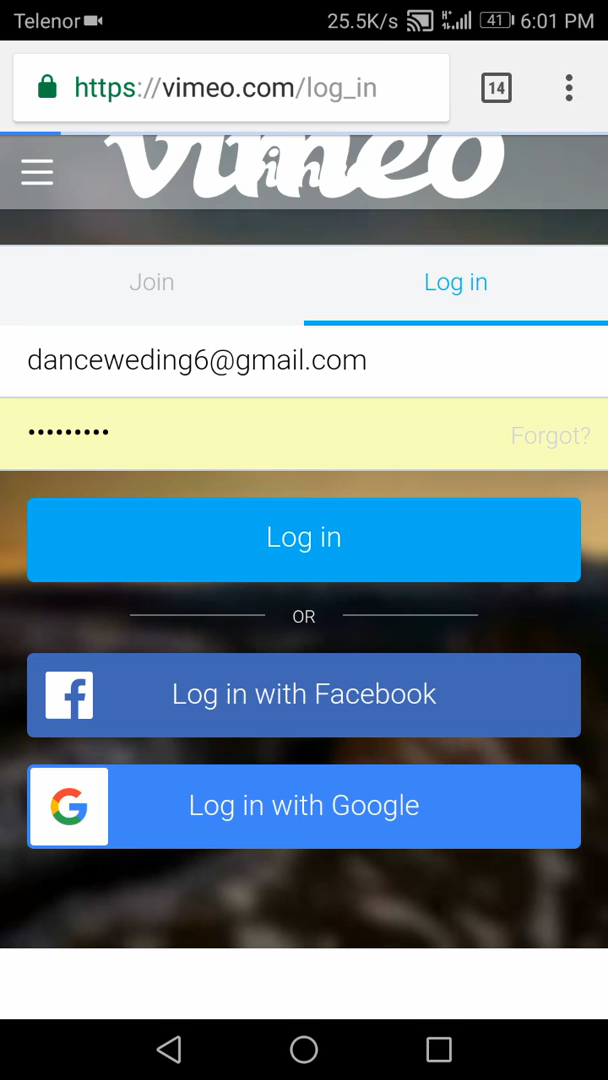 Telenor 25.5K/s H+ 41 6:01 PM
https://vimeo.com/log_in 14
vimeo
Join Log in
danceweding6@gmail.com
••••••••• Forgot?
Log in
OR
Log in with Facebook
Log in with Google